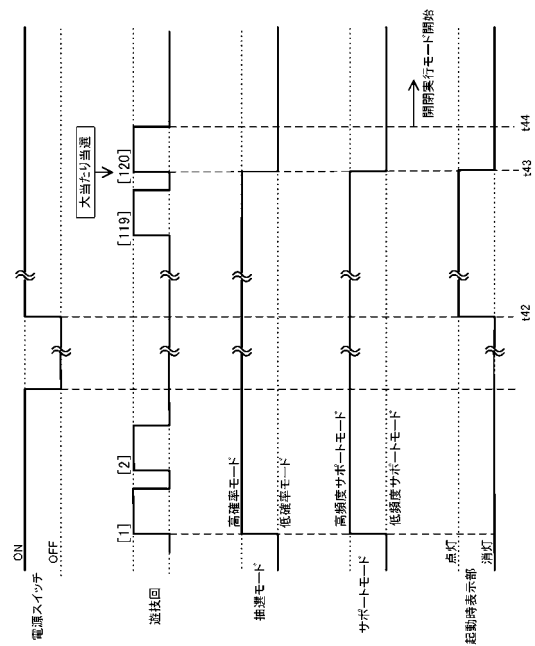 電源スイッチ
ON
OFF
遊技回
[1]
[2]
[119]
[120]
大当たり当選
抽選モード
高確率モード
低確率モード
サポートモード
高頻度サポートモード
低頻度サポートモード
開閉実行モード開始
起動時表示部
点灯
消灯
t42
t43
t44